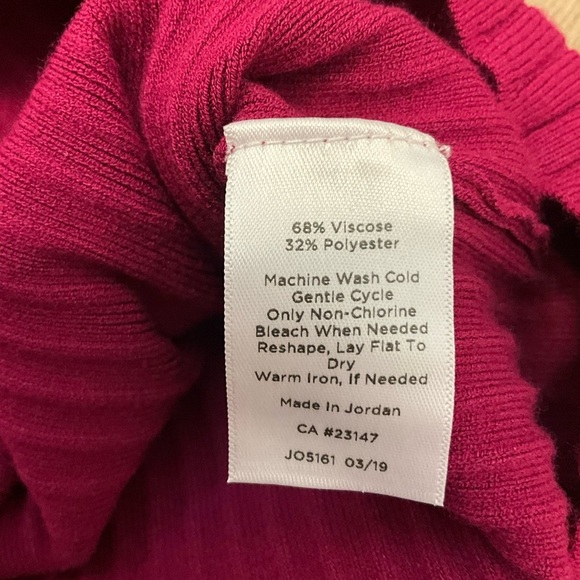 68% Viscose
32% Polyester
Machine Wash Cold
Gentle Cycle
Only Non-Chlorine
Bleach When Needed
Reshape, Lay Flat To
Dry
Warm Iron, If Needed
Made in Jordan
CA #23147
JO5161 03/19